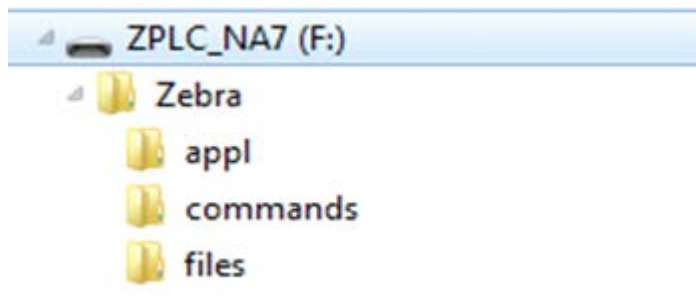 ZPLC_NA7 (F:)
Zebra
appl
commands
files